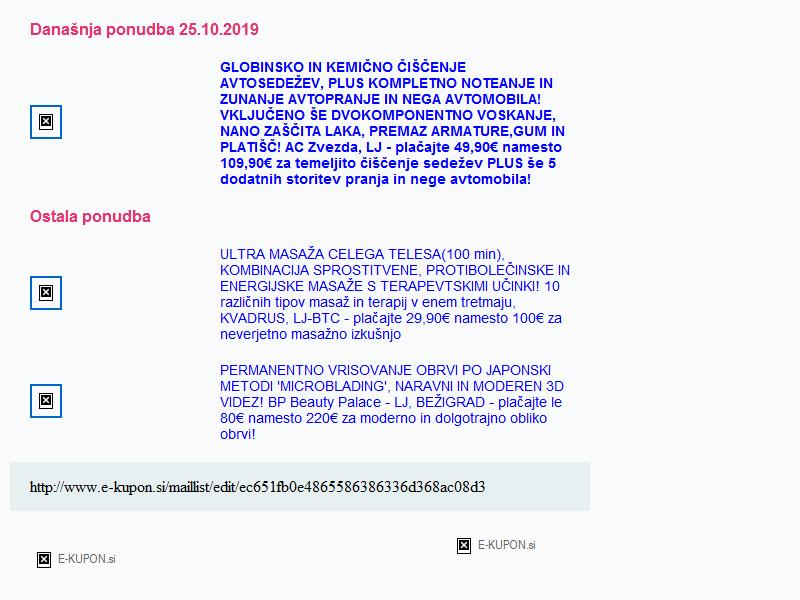 Današnja ponudba 25.10.2019
GLOBINSKO IN KEMIČNO ČIŠČENJE
AVTOSEDEŽEV, PLUS KOMPLETNO NOTEANJE IN
ZUNANJE AVTOPRANJE IN NEGA AVTOMOBILA!
VKLJUČENO ŠE DVOKOMPONENTNO VOSKANJE,
NANO ZAŠČITA LAKA, PREMAZ ARMATURE,GUM IN
PLATIŠČ! AC Zvezda, LJ - plačajte 49,90€ namesto
109,90€ za temeljito čiščenje sedežev PLUS še 5
dodatnih storitev pranja in nege avtomobila!
Ostala ponudba
ULTRA MASAŽA CELEGA TELESA(100 min),
KOMBINACIJA SPROSTITVENE, PROTIBOLEČINSKE IN
ENERGIJSKE MASAŽE S TERAPEVTSKIMI UČINKI! 10
različnih tipov masaž in terapij v enem tretmaju,
KVADRUS, LJ-BTC - plačajte 29,90€ namesto 100€ za
neverjetno masažno izkušnjo
PERMANENTNO VRISOVANJE OBRVI PO JAPONSKI
METODI 'MICROBLADING', NARAVNI IN MODEREN 3D
VIDEZ! BP Beauty Palace - LJ, BEŽIGRAD - plačajte le
80€ namesto 220€ za moderno in dolgotrajno obliko
obrvi!
http://www.e-kupon.si/maillist/edit/ec651fb0e4865586386336d368ac08d3
E-KUPON.si
E-KUPON.si